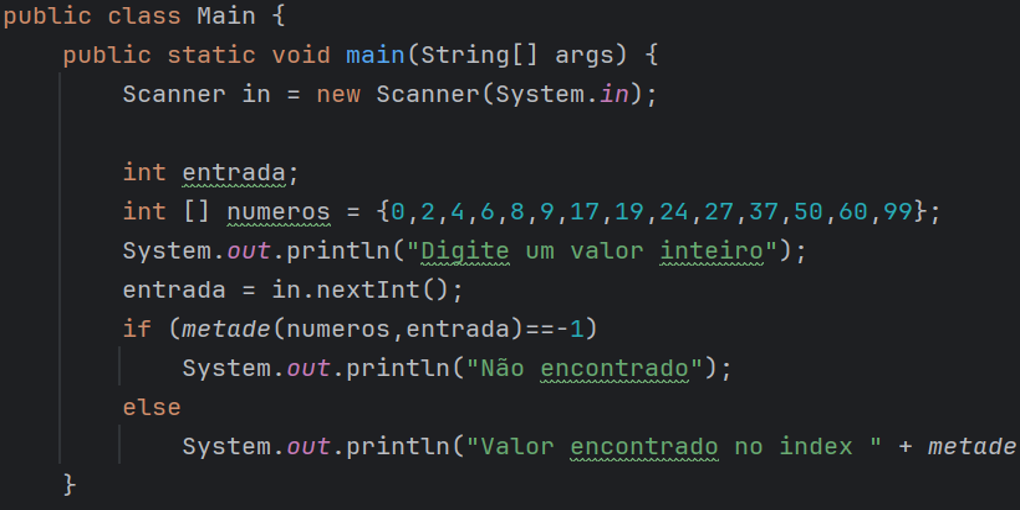 public class Main {
public static void main(String[] args) {
Scanner in = new Scanner(System.in);
int entrada;
int [] numeros = {0,2,4,6,8,9,17,19,24,27,37,50,60,99};
System.out.println("Digite um valor inteiro");
entrada = in.nextInt();
if (metade(numeros,entrada)==-1)
System.out.println("Não encontrado");
else
System.out.println("Valor encontrado no index " + metade
}